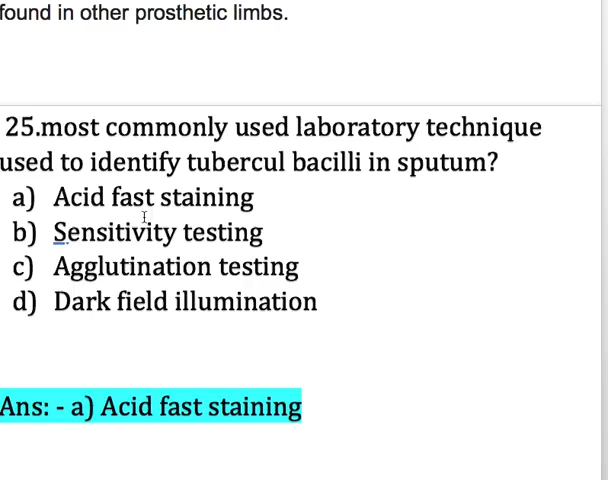 found in other prosthetic limbs.
25.most commonly used laboratory technique
used to identify tubercul bacilli in sputum?
a) Acid fast staining
b) Sensitivity testing
c) Agglutination testing
d) Dark field illumination
Ans: - a) Acid fast staining